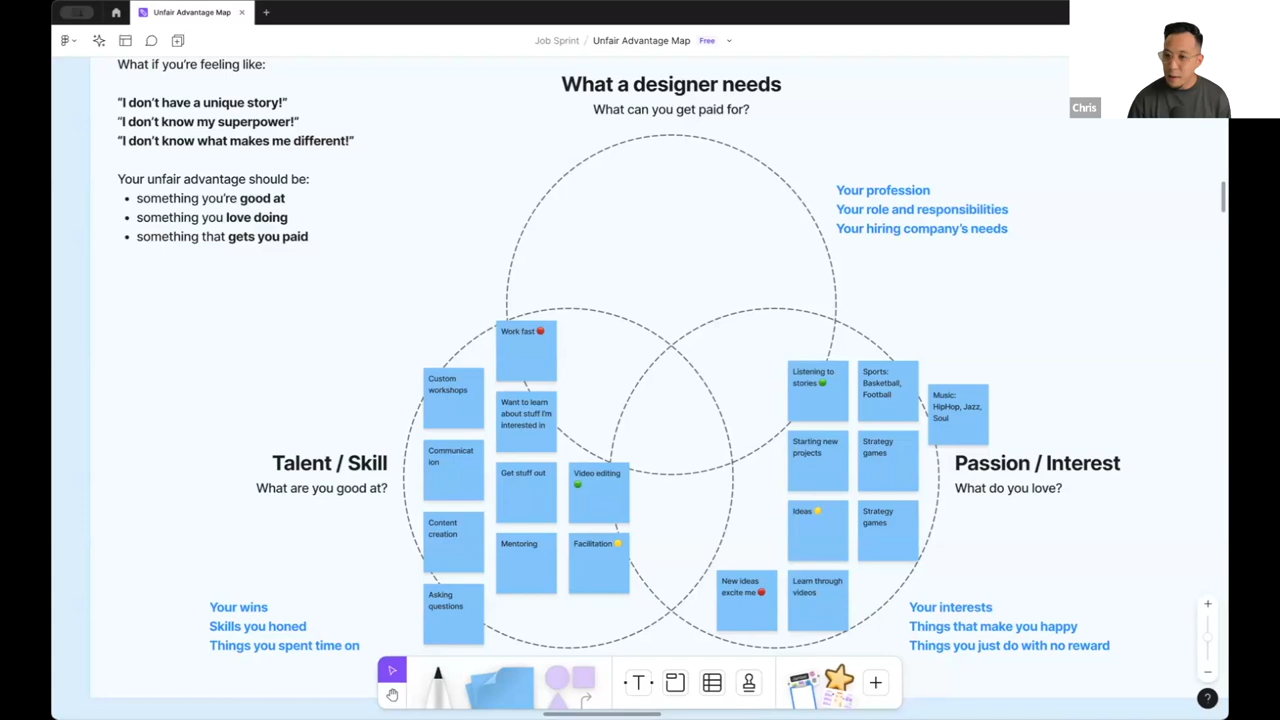 Unfair Advantage Map
Job Sprint / Unfair Advantage Map Free
Chris
What if you're feeling like:
“I don't have a unique story!”
“I don't know my superpower!”
“I don't know what makes me different!”
Your unfair advantage should be:
• something you're good at
• something you love doing
• something that gets you paid
What a designer needs
What can you get paid for?
Your profession
Your role and responsibilities
Your hiring company's needs
Talent / Skill
What are you good at?
Your wins
Skills you honed
Things you spent time on
Custom
workshops
Communicat
ion
Content
creation
Asking
questions
Work fast
Want to learn
about stuff I'm
interested in
Get stuff out
Mentoring
Video editing
Facilitation
Listening to
stories
Starting new
projects
Ideas
New ideas
excite me
Learn through
videos
Sports:
Basketball,
Football
Strategy
games
Strategy
games
Music:
HipHop, Jazz,
Soul
Passion / Interest
What do you love?
Your interests
Things that make you happy
Things you just do with no reward
T
?